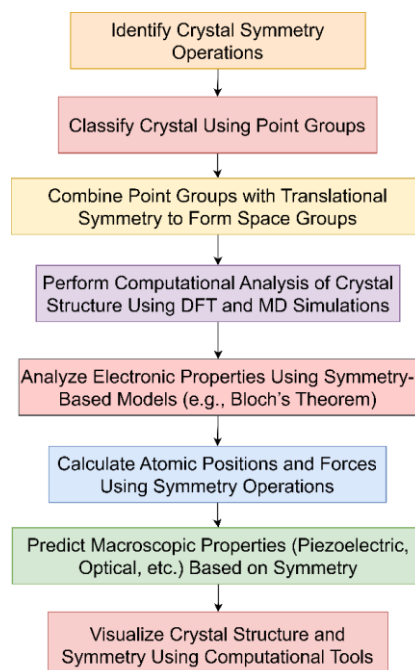 Identify Crystal Symmetry
Operations
Classify Crystal Using Point Groups
Combine Point Groups with Translational
Symmetry to Form Space Groups
Perform Computational Analysis of Crystal
Structure Using DFT and MD Simulations
Analyze Electronic Properties Using Symmetry-
Based Models (e.g., Bloch's Theorem)
Calculate Atomic Positions and Forces
Using Symmetry Operations
Predict Macroscopic Properties (Piezoelectric,
Optical, etc.) Based on Symmetry
Visualize Crystal Structure and
Symmetry Using Computational Tools